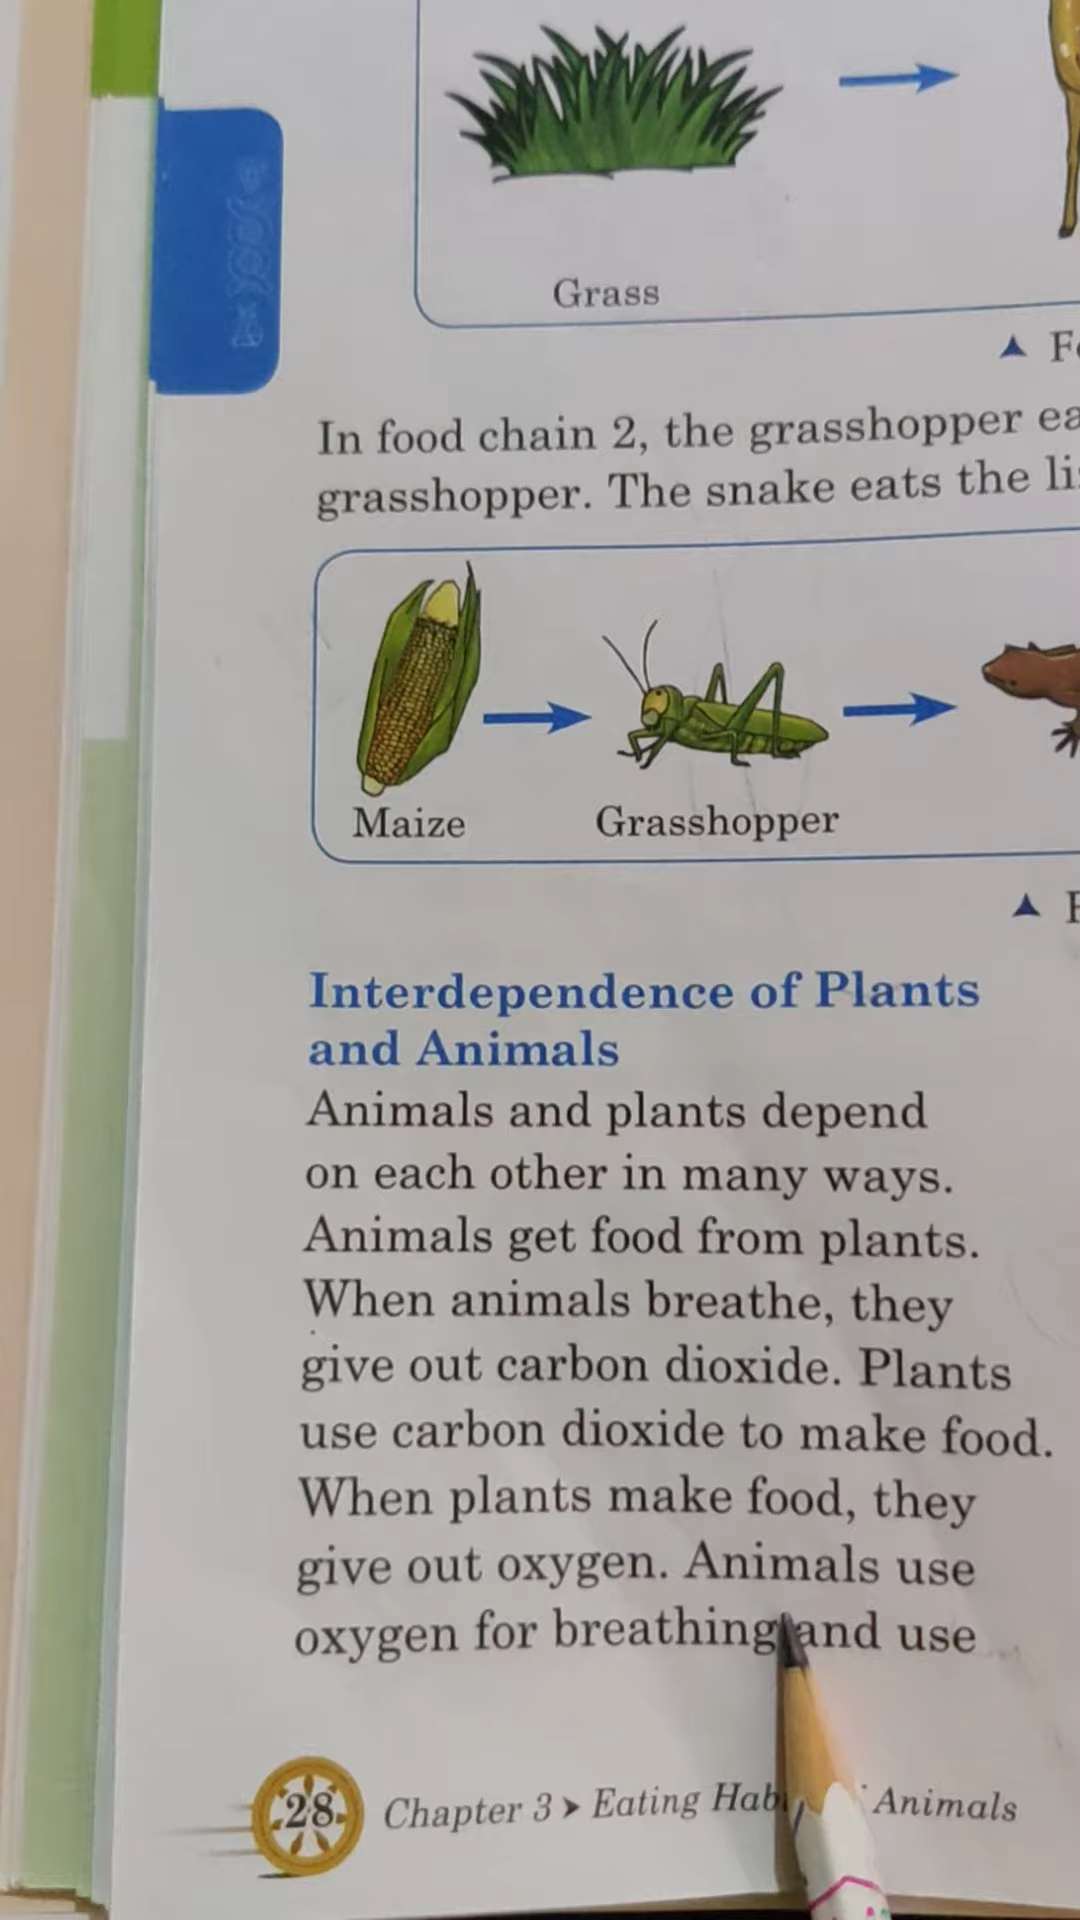 Grass
In food chain 2, the grasshopper
grasshopper. The snake eats the
Maize
Grasshopper
Interdependence of Plants
and Animals
Animals and plants depend
on each other in many ways.
Animals get food from plants.
When animals breathe, they
give out carbon dioxide. Plants
use carbon dioxide to make food.
When plants make food, they
give out oxygen. Animals use
oxygen for breathing and use
28 Chapter 3 > Eating Animals